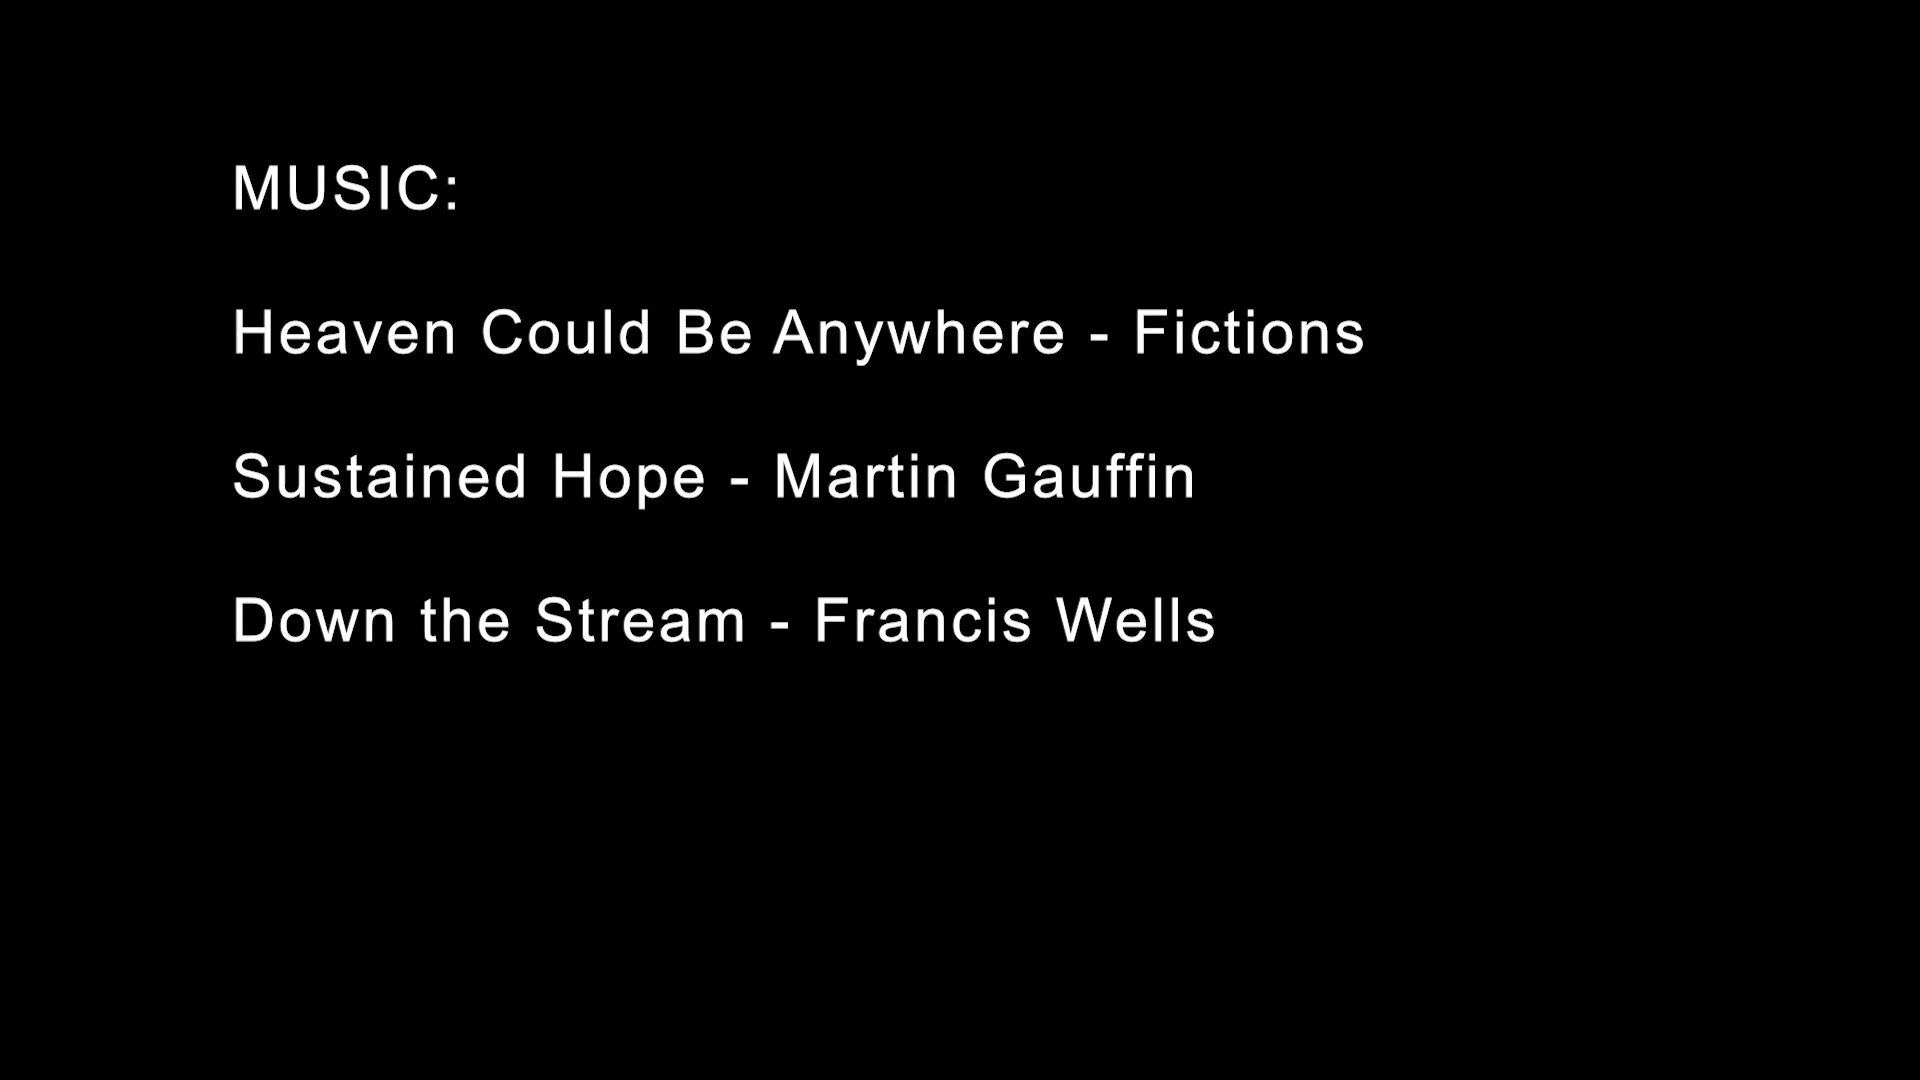 MUSIC:
Heaven Could Be Anywhere - Fictions
Sustained Hope - Martin Gauffin
Down the Stream - Francis Wells